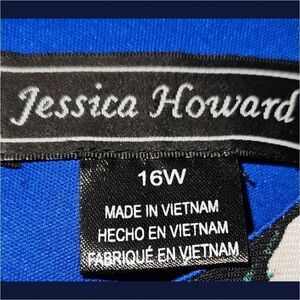 Jessica Howard
16W
MADE IN VIETNAM
HECHO EN VIETNAM
FABRIQUÉ EN VIETNAM